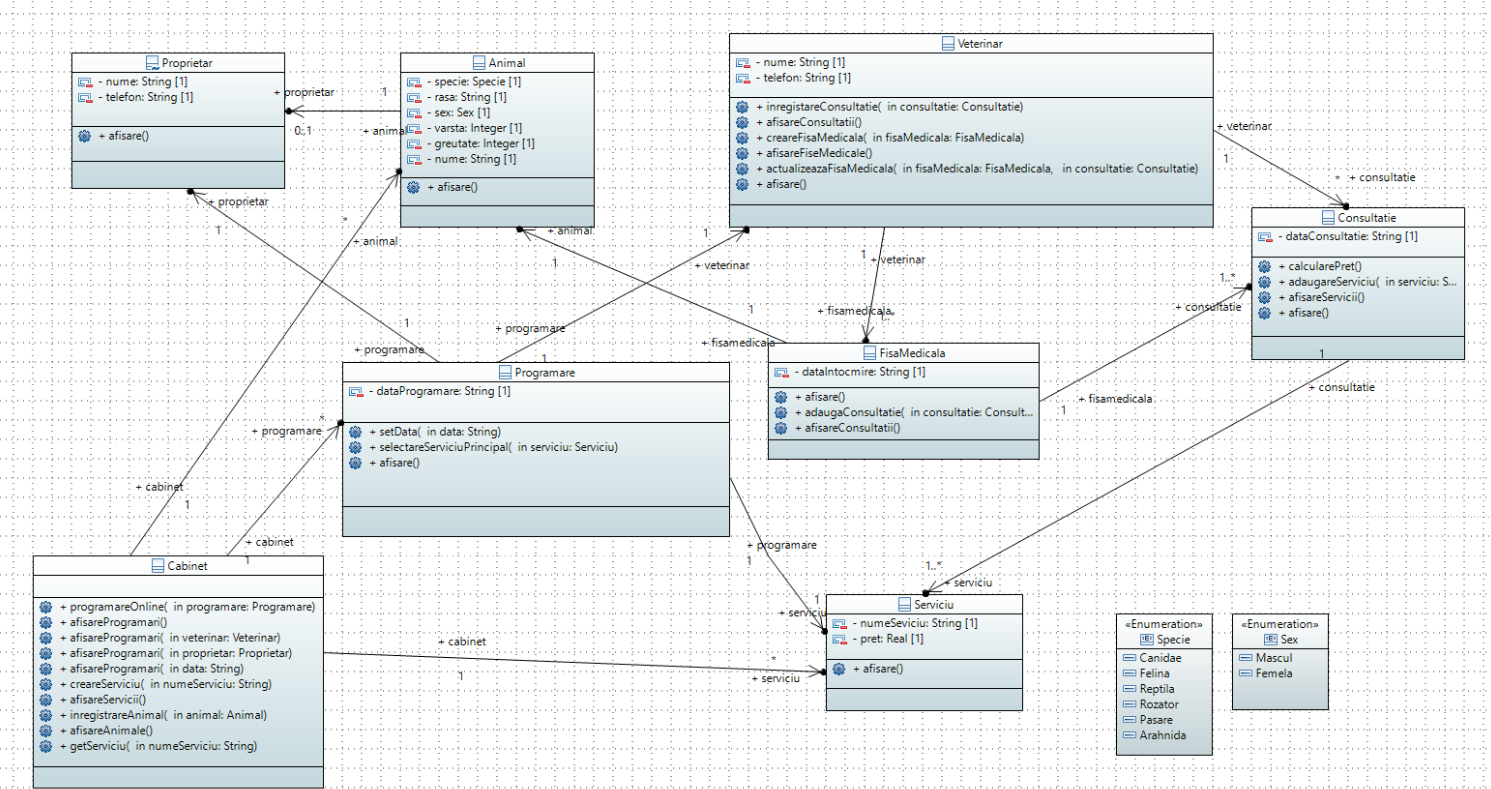 Proprietar
- nume: String [1]
- telefon: String [1]
+ afisare()
+ proprietar
0..1
1
+ animal
Animal
- specie: Specie [1]
- rasa: String [1]
- sex: Sex [1]
- varsta: Integer [1]
- greutate: Integer [1]
- nume: String [1]
+ afisare()
Veterinar
- nume: String [1]
- telefon: String [1]
+ inregistareConsultatie( in consultatie: Consultatie)
+ afisareConsultatii()
+ creareFisaMedicala( in fisaMedicala: FisaMedicala)
+ afisareFiseMedicale()
+ actualizeazaFisaMedicala( in fisaMedicala: FisaMedicala, in consultatie: Consultatie)
+ afisare()
+ veterinar
1
* + consultatie
Consultatie
- dataConsultatie: String [1]
+ calcularePret()
+ adaugareServiciu( in serviciu: S...
+ afisareServicii()
+ afisare()
+ proprietar
1
*
+ animal
+ animal
1
1
+ veterinar
1
+ veterinar
1..*
+ consultatie
1
+ programare
+ programare
1
1
+ fisamedicala
+ fisamedicala
FisaMedicala
- dataIntocmire: String [1]
+ afisare()
+ adaugaConsultatie( in consultatie: Consult...
+ afisareConsultatii()
+ fisamedicala
1
1
+ consultatie
Programare
- dataProgramare: String [1]
+ setData( in data: String)
+ selectareServiciuPrincipal( in serviciu: Serviciu)
+ afisare()
*
+ programare
+ cabinet
1
+ cabinet
1
+ programare
1
1
+ serviciu
1..*
+ serviciu
Cabinet
+ programareOnline( in programare: Programare)
+ afisareProgramari()
+ afisareProgramari( in veterinar: Veterinar)
+ afisareProgramari( in proprietar: Proprietar)
+ afisareProgramari( in data: String)
+ creareServiciu( in numeServiciu: String)
+ afisareServicii()
+ inregistrareAnimal( in animal: Animal)
+ afisareAnimale()
+ getServiciu( in numeServiciu: String)
+ cabinet
1
*
+ serviciu
Serviciu
- numeSeviciu: String [1]
- pret: Real [1]
+ afisare()
«Enumeration»
Specie
Canidae
Felina
Reptila
Rozator
Pasare
Arahnida
«Enumeration»
Sex
Mascul
Femela